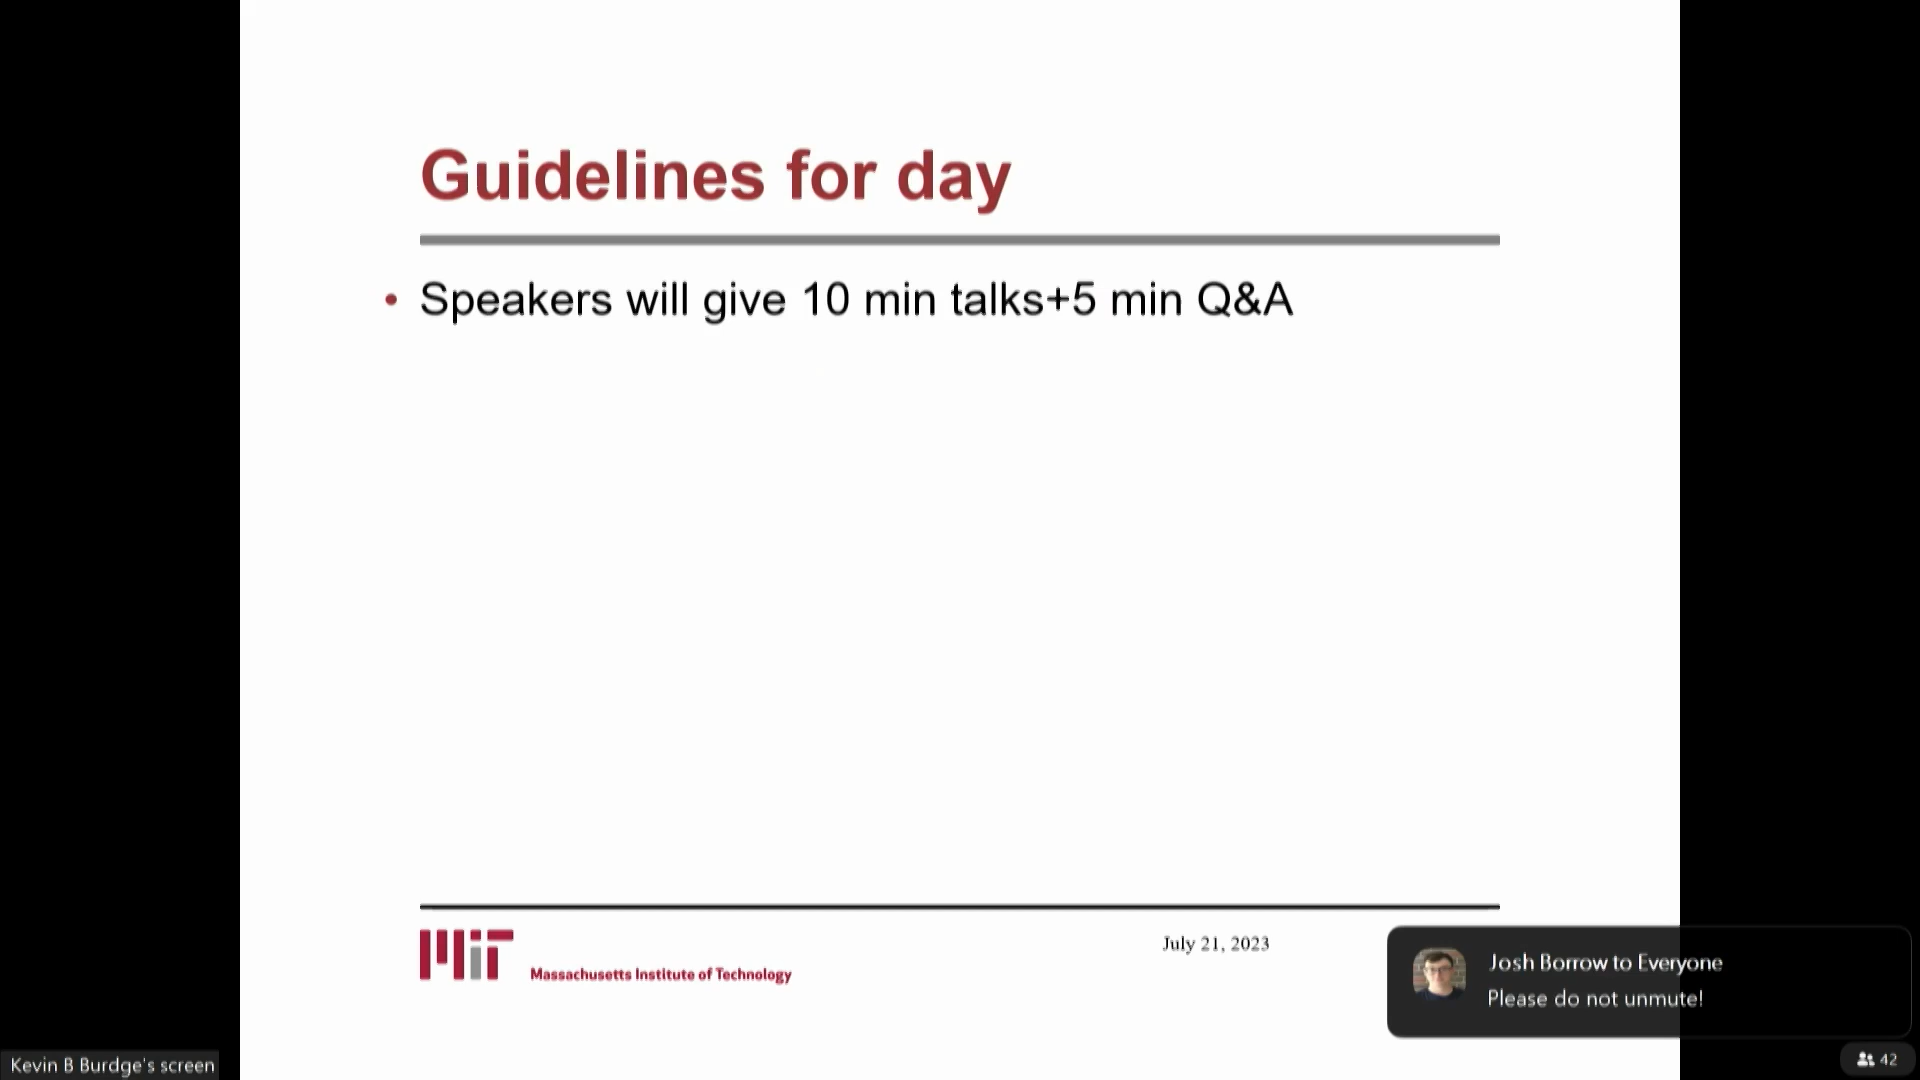 Guidelines for day
• Speakers will give 10 min talks+5 min Q&A
MIT
Massachusetts Institute of Technology
July 21, 2023
Josh Borrow to Everyone
Please do not unmute!
Kevin B Burdge's screen
42